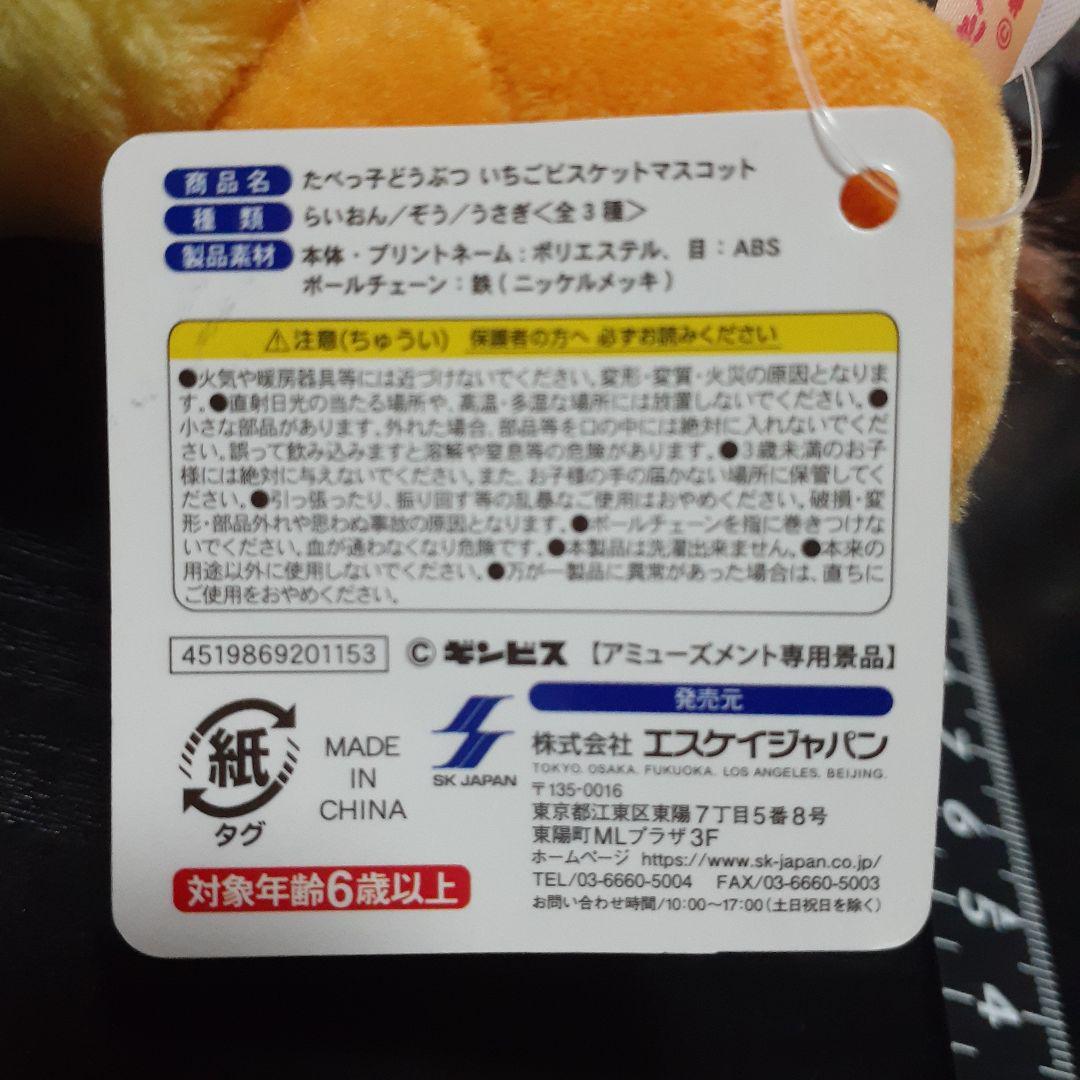 商品名 たべっ子どうぶつ いちごビスケットマスコット
種類 らいおん/ぞう/うさぎ<全3種>
製品素材 本体・プリントネーム:ポリエステル、目:ABS
ボールチェーン:鉄(ニッケルメッキ)
⚠注意(ちゅうい) 保護者の方へ 必ずお読みください
●火気や暖房器具等には近づけないでください。変形・変質・火災の原因となりま
す。●直射日光の当たる場所や、高温・多湿な場所には放置しないでください。●
小さな部品があります。外れた場合、部品等を口の中には絶対に入れないでくだ
さい。誤って飲み込みますと溶解や窒息等の危険があります。●3歳未満のお子
様には絶対に与えないでください。また、お子様の手の届かない場所に保管してく
ださい。●引っ張ったり、振り回す等の乱暴なご使用はおやめください。破損・変
形・部品外れや思わぬ事故の原因となります。●ボールチェーンを指に巻きつけな
いでください。血が通わなくなり危険です。●本製品は洗濯出来ません。●本来の
用途以外に使用しないでください。●万が一製品に異常があった場合は、直ちに
ご使用をおやめください。
4519869201153 ©ギンビス 【アミューズメント専用景品】
紙
タグ
MADE
IN
CHINA
SK JAPAN
発売元
株式会社 エスケイジャパン
TOKYO. OSAKA. FUKUOKA. LOS ANGELES. BEIJING.
〒135-0016
東京都江東区東陽7丁目5番8号
東陽町MLプラザ3F
ホームページ https://www.sk-japan.co.jp/
TEL/03-6660-5004 FAX/03-6660-5003
お問い合わせ時間/10:00〜17:00(土日祝日を除く)
対象年齢6歳以上
6
5
4